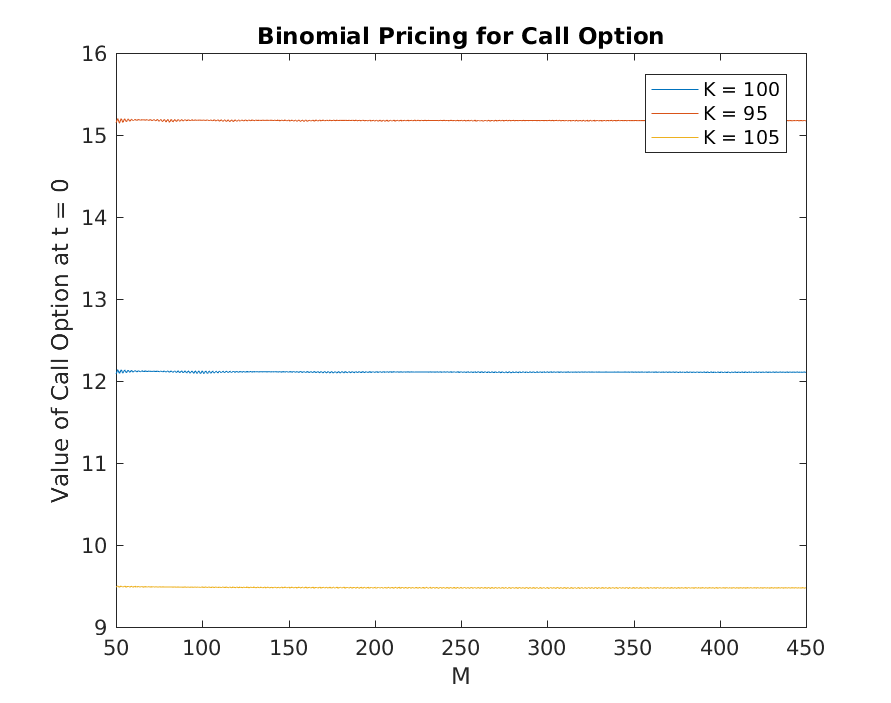 Binomial Pricing for Call Option
16
15
14
13
12
11
10
9
Value of Call Option at t = 0
K = 100
K = 95
K = 105
50 100 150 200 250 300 350 400 450
M